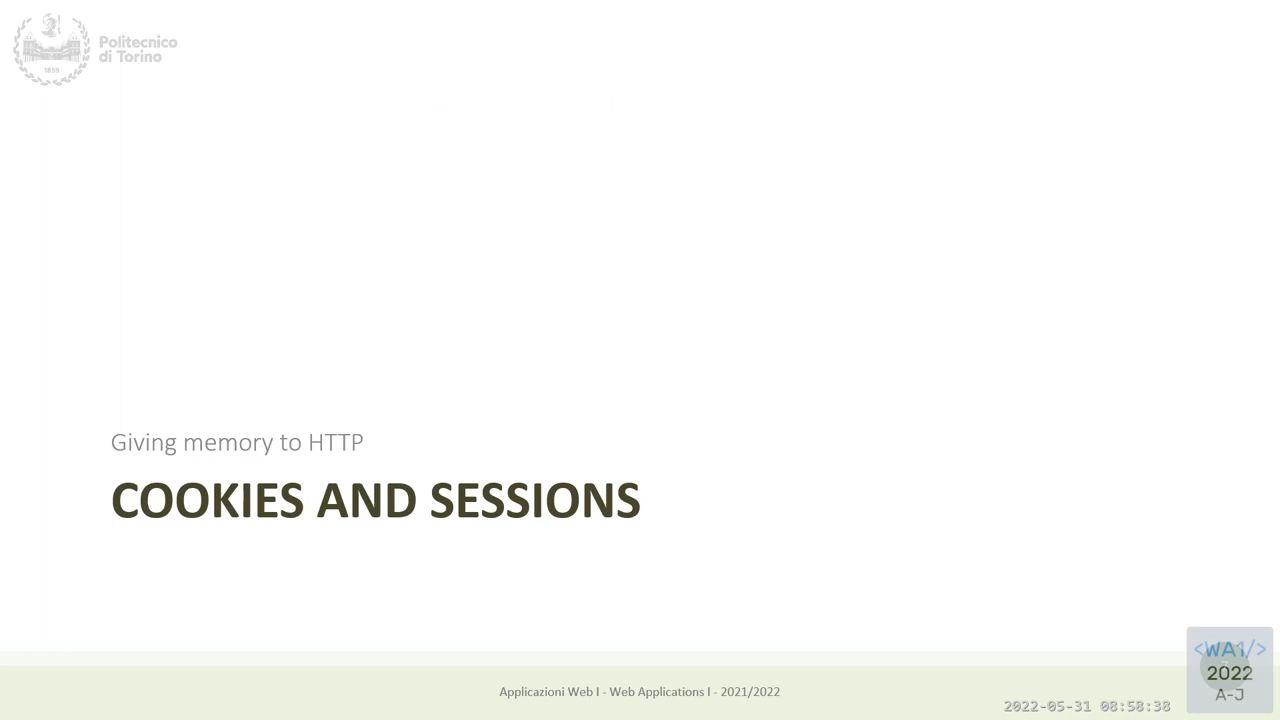 Politecnico
di Torino
1859
Giving memory to HTTP
COOKIES AND SESSIONS
Applicazioni Web I - Web Applications I - 2021/2022
2022-05-31 08:58:38
<WA1/>
2022
A-J